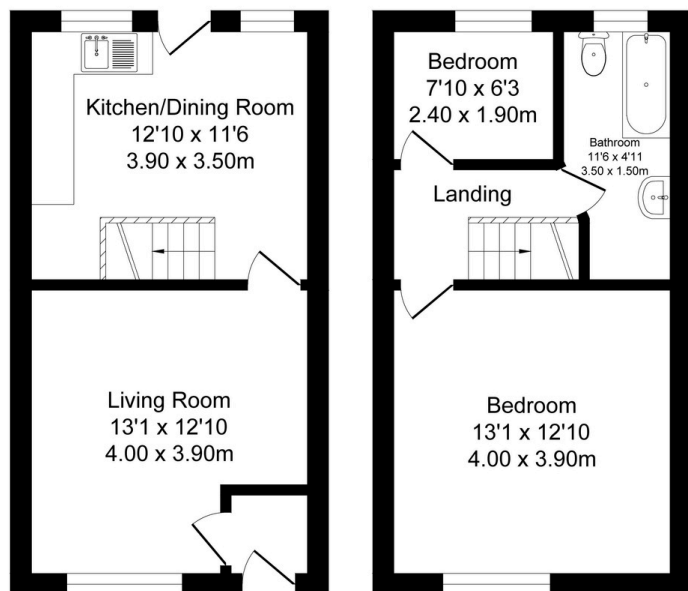 Kitchen/Dining Room
12'10 x 11'6
3.90 x 3.50m
Living Room
13'1 x 12'10
4.00 x 3.90m
Bedroom
7'10 x 6'3
2.40 x 1.90m
Bathroom
11'6 x 4'11
3.50 x 1.50m
Landing
Bedroom
13'1 x 12'10
4.00 x 3.90m